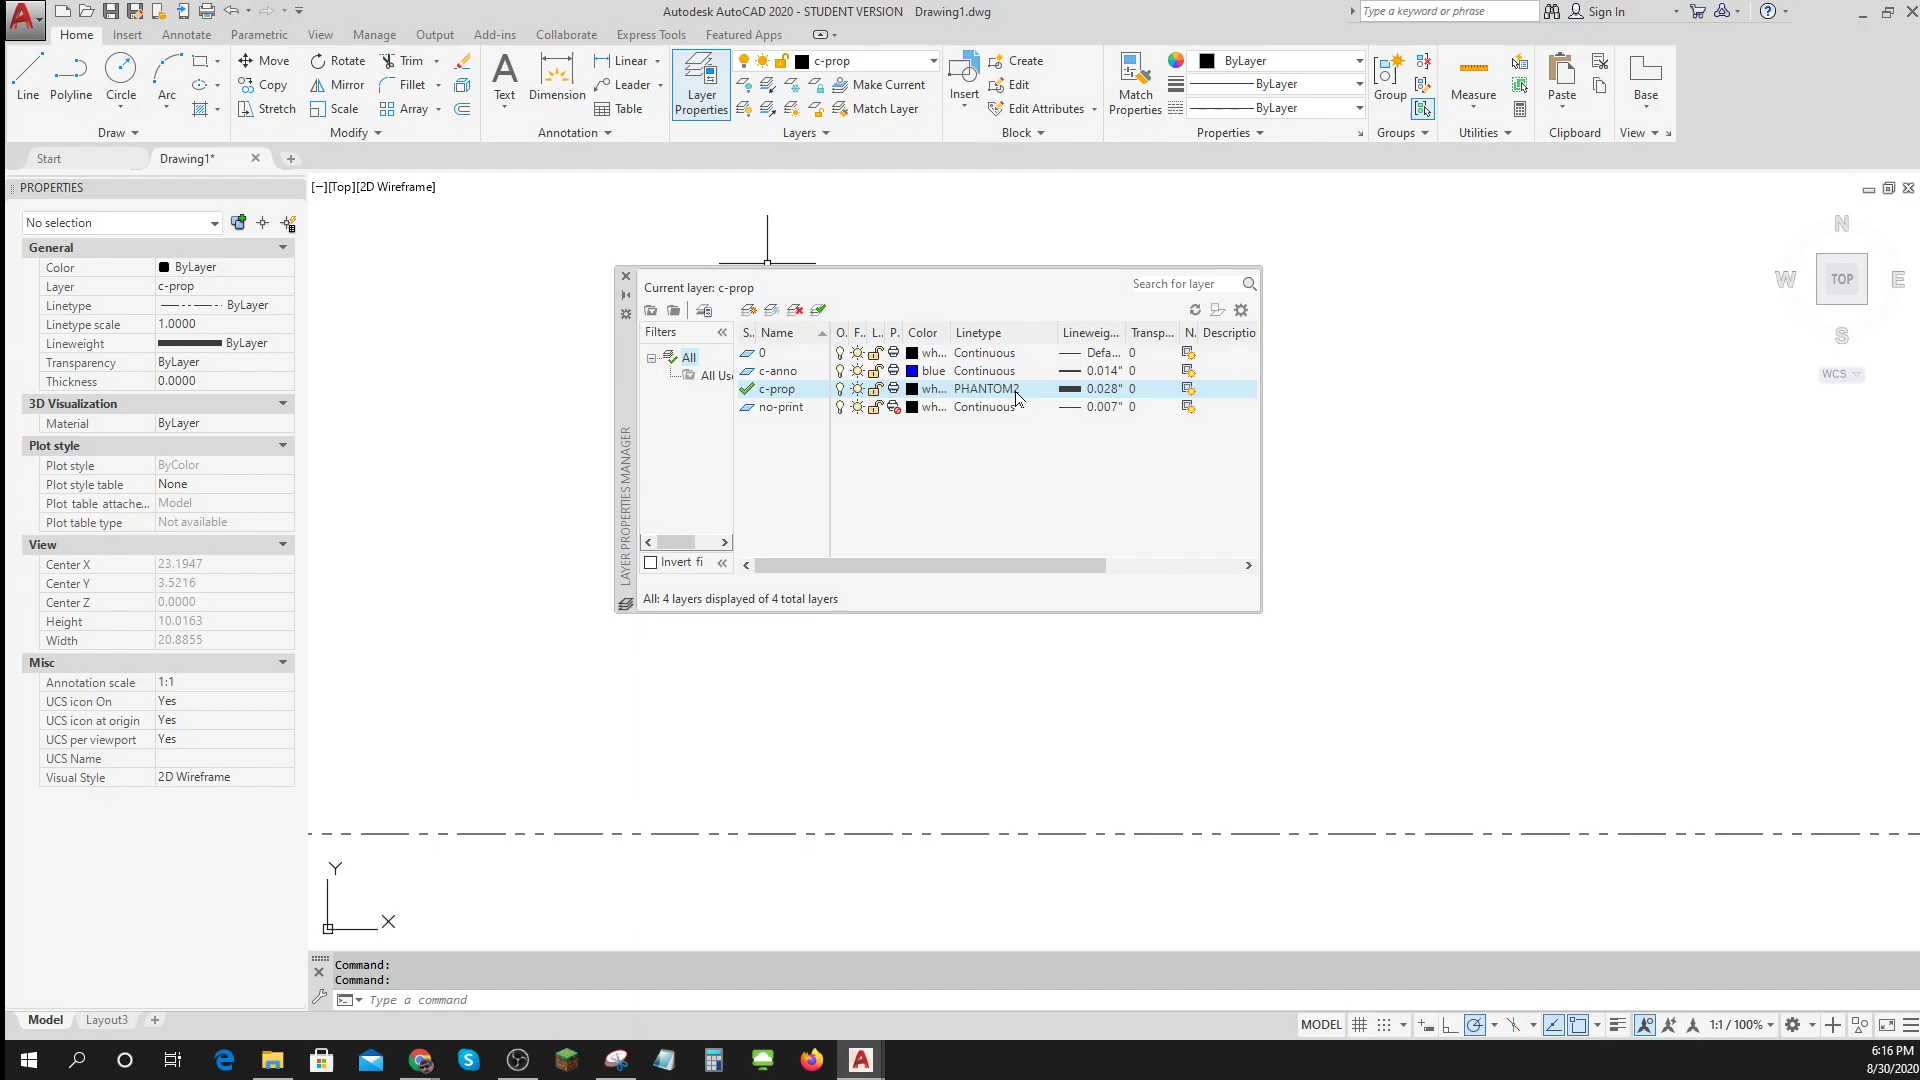 Autodesk AutoCAD 2020 - STUDENT VERSION Drawing1.dwg
Type a keyword or phrase
Sign In
Home Insert Annotate Parametric View Manage Output Add-ins Collaborate Express Tools Featured Apps
Line Polyline Circle Arc
Move Rotate Trim
Copy Mirror Fillet
Stretch Scale Array
Text Dimension
Linear
Leader
Table
Layer Properties
c-prop
Make Current
Match Layer
Insert
Create
Edit
Edit Attributes
Match Properties
ByLayer
ByLayer
ByLayer
Group
Measure
Paste
Base
Draw Modify Annotation Layers Block Properties Groups Utilities Clipboard View
Start Drawing1*
PROPERTIES
No selection
General
Color ByLayer
Layer c-prop
Linetype ByLayer
Linetype scale 1.0000
Lineweight ByLayer
Transparency ByLayer
Thickness 0.0000
3D Visualization
Material ByLayer
Plot style
Plot style ByColor
Plot style table None
Plot table attache... Model
Plot table type Not available
View
Center X 23.1947
Center Y 3.5216
Center Z 0.0000
Height 10.0163
Width 20.8855
Misc
Annotation scale 1:1
UCS icon On Yes
UCS icon at origin Yes
UCS per viewport Yes
UCS Name
Visual Style 2D Wireframe
[−][Top][2D Wireframe]
N
W TOP E
S
WCS
Current layer: c-prop
Search for layer
Filters
All
All Use
S.. Name O. F.. L.. P. Color Linetype Lineweig... Transp... N. Descriptio
0 wh... Continuous Defa... 0
c-anno blue Continuous 0.014" 0
c-prop wh... PHANTOM2 0.028" 0
no-print wh... Continuous 0.007" 0
Invert fi
All: 4 layers displayed of 4 total layers
LAYER PROPERTIES MANAGER
Y
X
Command:
Command:
Type a command
Model Layout3
MODEL
1:1 / 100%
6:16 PM
8/30/2020